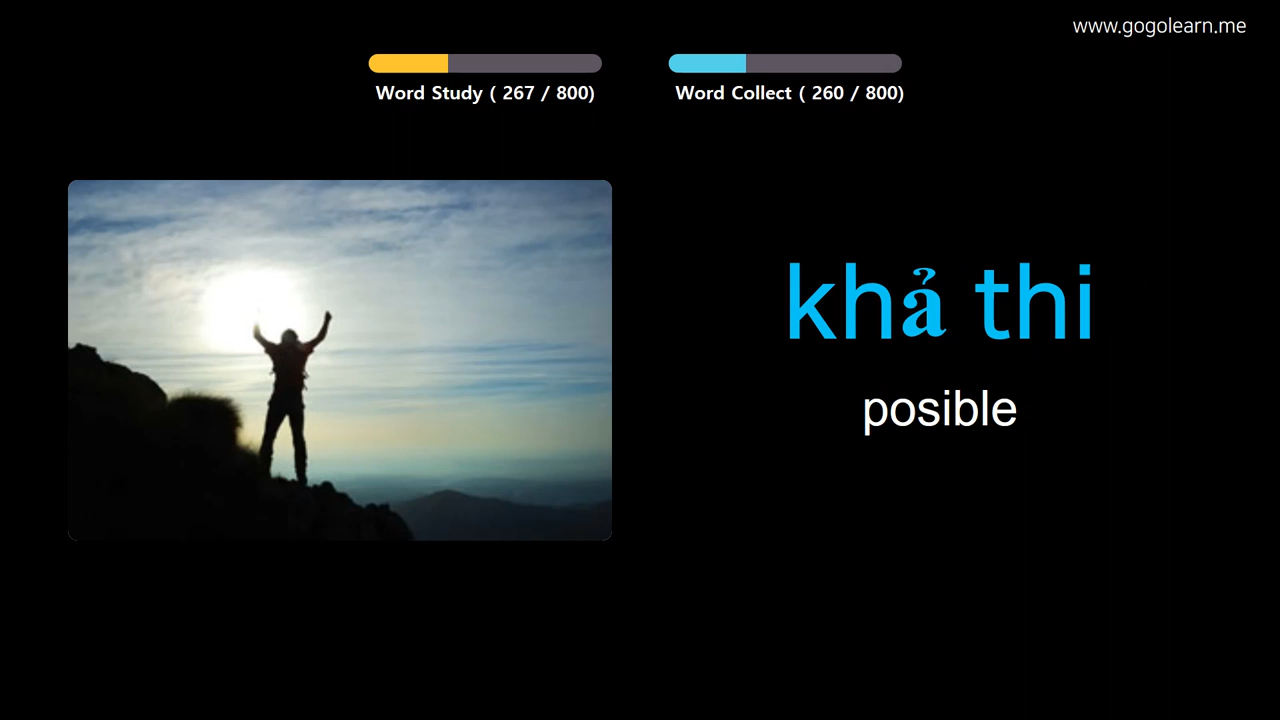 www.gogolearn.me
Word Study ( 267 / 800)
Word Collect ( 260 / 800)
khả thi
posible